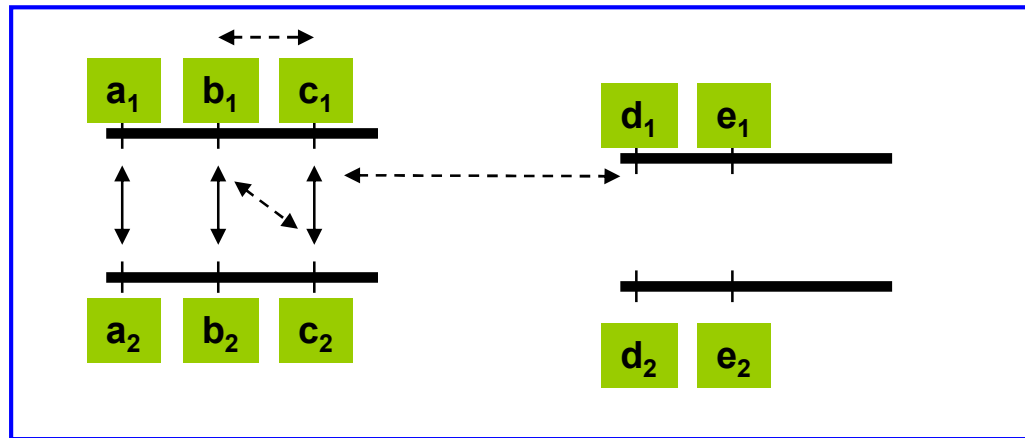 a₁ b₁ c₁
d₁ e₁
a₂ b₂ c₂
d₂ e₂